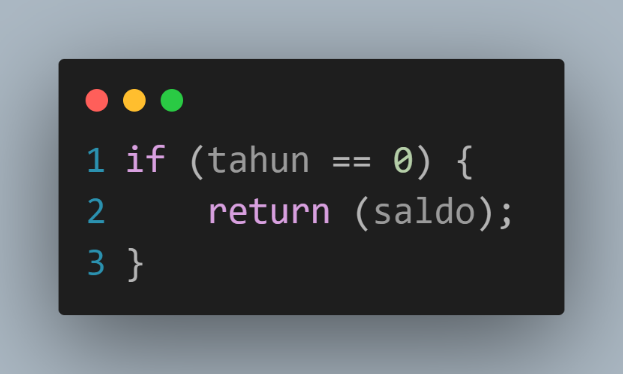 1 if (tahun == 0) {
2     return (saldo);
3 }